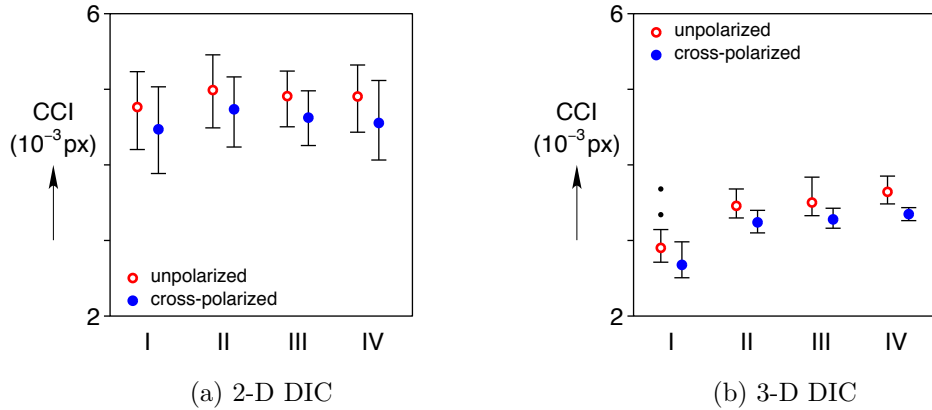 6
CCI
(10⁻³px)
2
unpolarized
cross-polarized
I II III IV
(a) 2-D DIC
6
unpolarized
cross-polarized
CCI
(10⁻³px)
2
I II III IV
(b) 3-D DIC